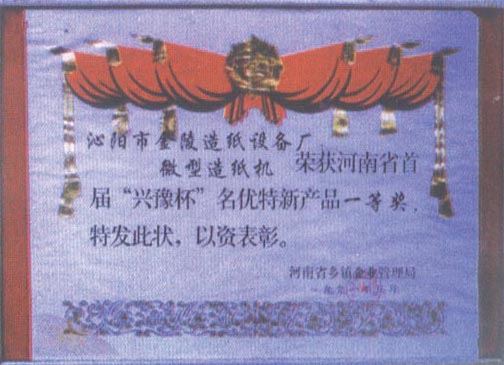 沁阳市金陵造纸设备厂
微型造纸机 荣获河南省首
届“兴豫杯”名优特新产品一等奖，
特发此状，以资表彰。
河南省乡镇企业管理局